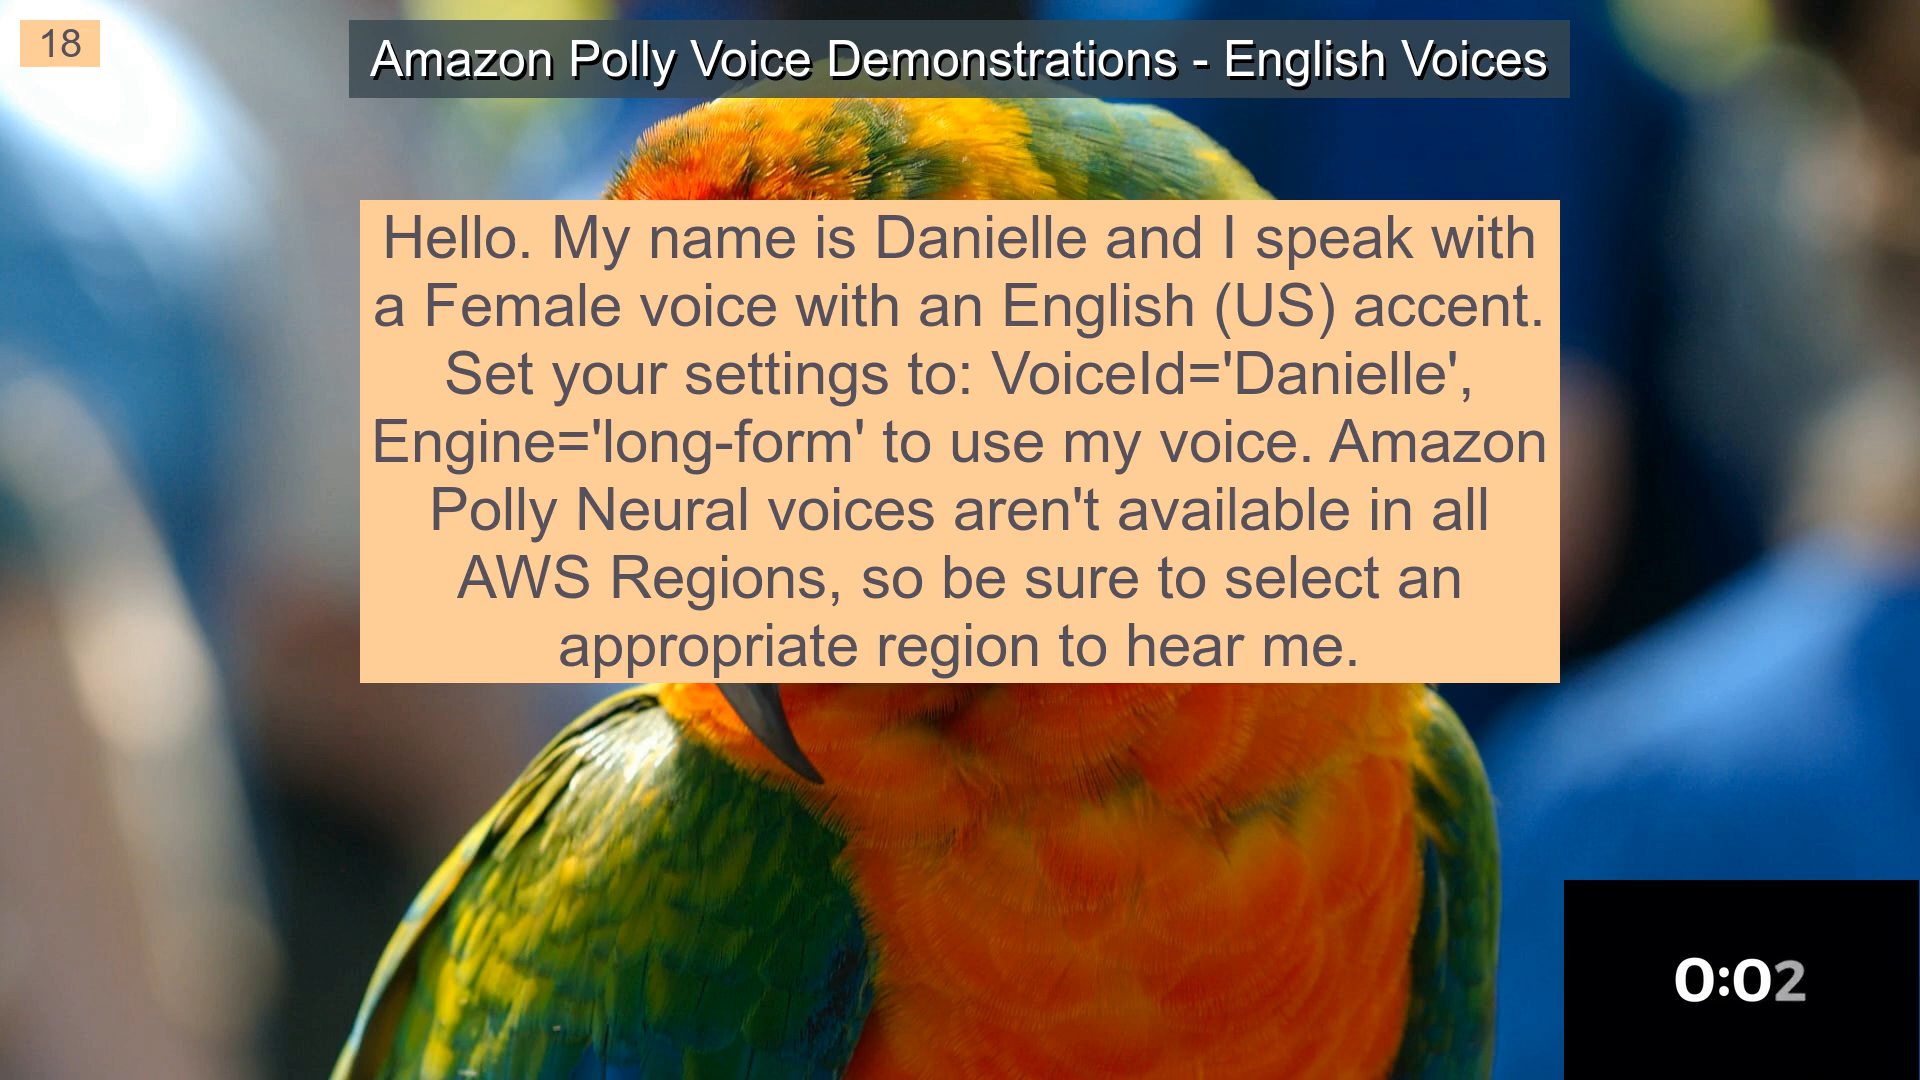 18
Amazon Polly Voice Demonstrations - English Voices
Hello. My name is Danielle and I speak with
a Female voice with an English (US) accent.
Set your settings to: VoiceId='Danielle',
Engine='long-form' to use my voice. Amazon
Polly Neural voices aren't available in all
AWS Regions, so be sure to select an
appropriate region to hear me.
0:02